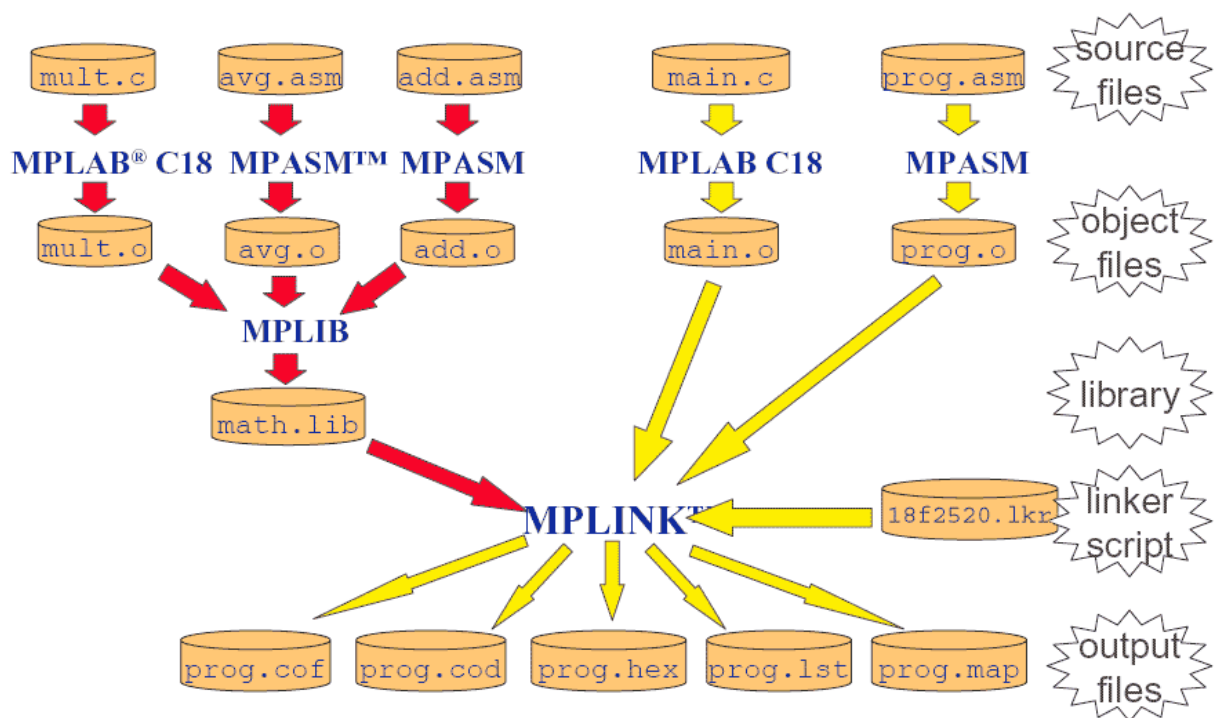 mult.c avg.asm add.asm main.c prog.asm source files
MPLAB® C18 MPASM™ MPASM MPLAB C18 MPASM
mult.o avg.o add.o main.o prog.o object files
MPLIB
math.lib
library
MPLINK™
18f2520.lkr
linker script
prog.cof prog.cod prog.hex prog.lst prog.map output files